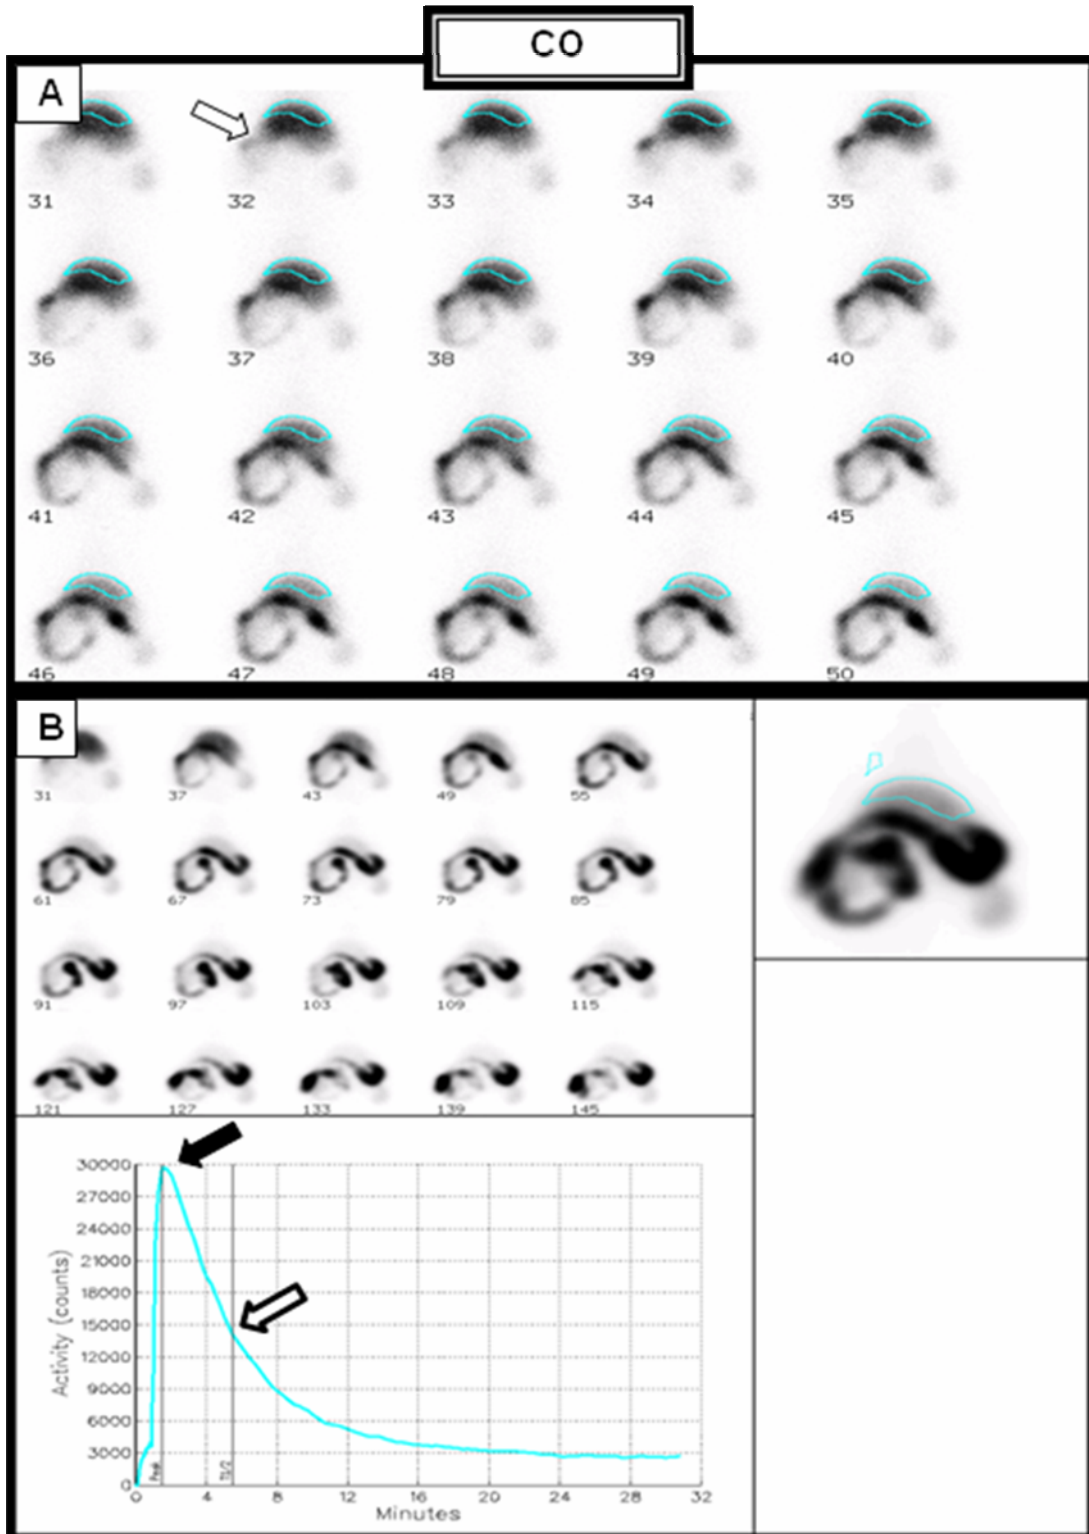 CO
A
31 32 33 34 35
36 37 38 39 40
41 42 43 44 45
46 47 48 49 50
B
31 37 43 49 55
61 67 73 79 85
91 97 103 109 115
121 127 133 139 145
30000
27000
24000
21000
18000
15000
12000
9000
6000
3000
0
Activity (counts)
Peak
T1/2
0 4 8 12 16 20 24 28 32
Minutes